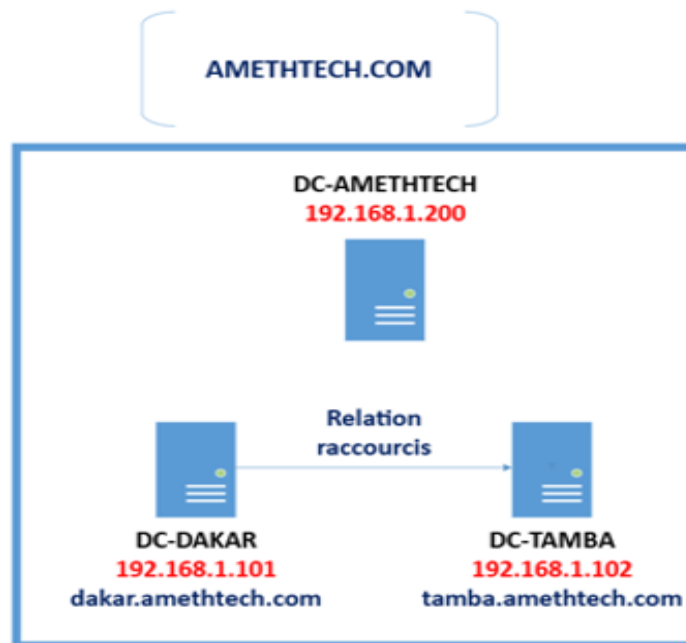 AMETHTECH.COM
DC-AMETHTECH
192.168.1.200
Relation
raccourcis
DC-DAKAR
192.168.1.101
dakar.amethtech.com
DC-TAMBA
192.168.1.102
tamba.amethtech.com